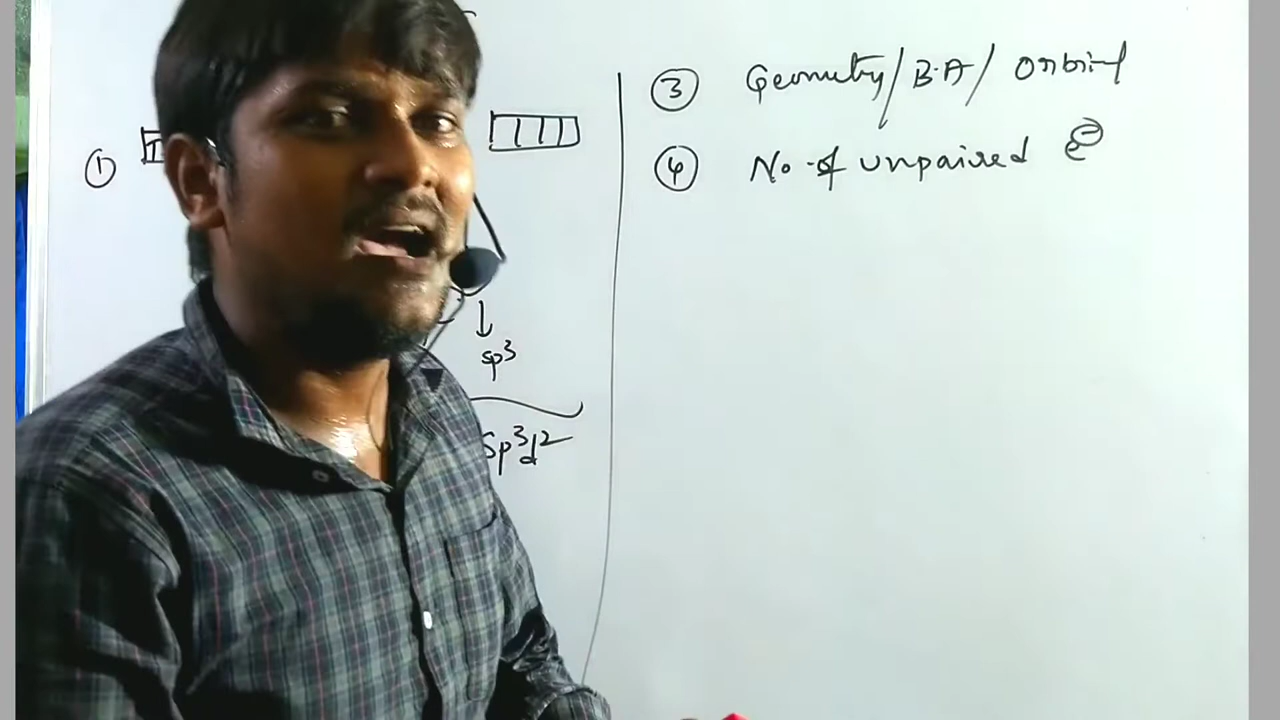 ①
sp³
sp³d²
③ Geometry/B.A/Orbital
④ No. of unpaired e⊖